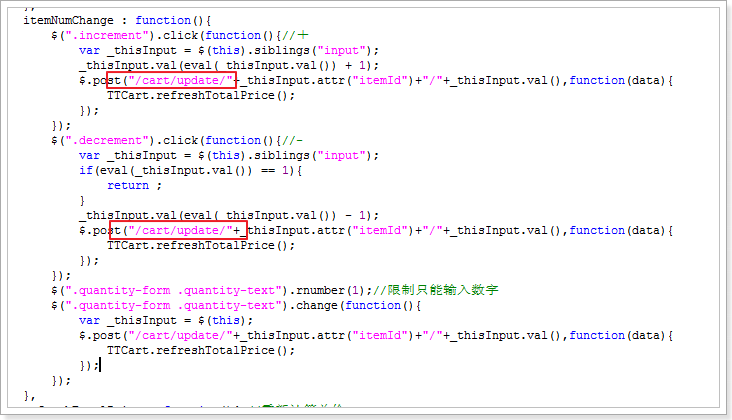 },
itemNumChange : function(){
$(".increment").click(function(){//＋
var _thisInput = $(this).siblings("input");
_thisInput.val(eval(_thisInput.val()) + 1);
$.post("/cart/update/"+_thisInput.attr("itemId")+"/"+_thisInput.val(),function(data){
TTCart.refreshTotalPrice();
});
});
$(".decrement").click(function(){//-
var _thisInput = $(this).siblings("input");
if(eval(_thisInput.val()) == 1){
return ;
}
_thisInput.val(eval(_thisInput.val()) - 1);
$.post("/cart/update/"+_thisInput.attr("itemId")+"/"+_thisInput.val(),function(data){
TTCart.refreshTotalPrice();
});
});
$(".quantity-form .quantity-text").rnumber(1);//限制只能输入数字
$(".quantity-form .quantity-text").change(function(){
var _thisInput = $(this);
$.post("/cart/update/"+_thisInput.attr("itemId")+"/"+_thisInput.val(),function(data){
TTCart.refreshTotalPrice();
});
});
},